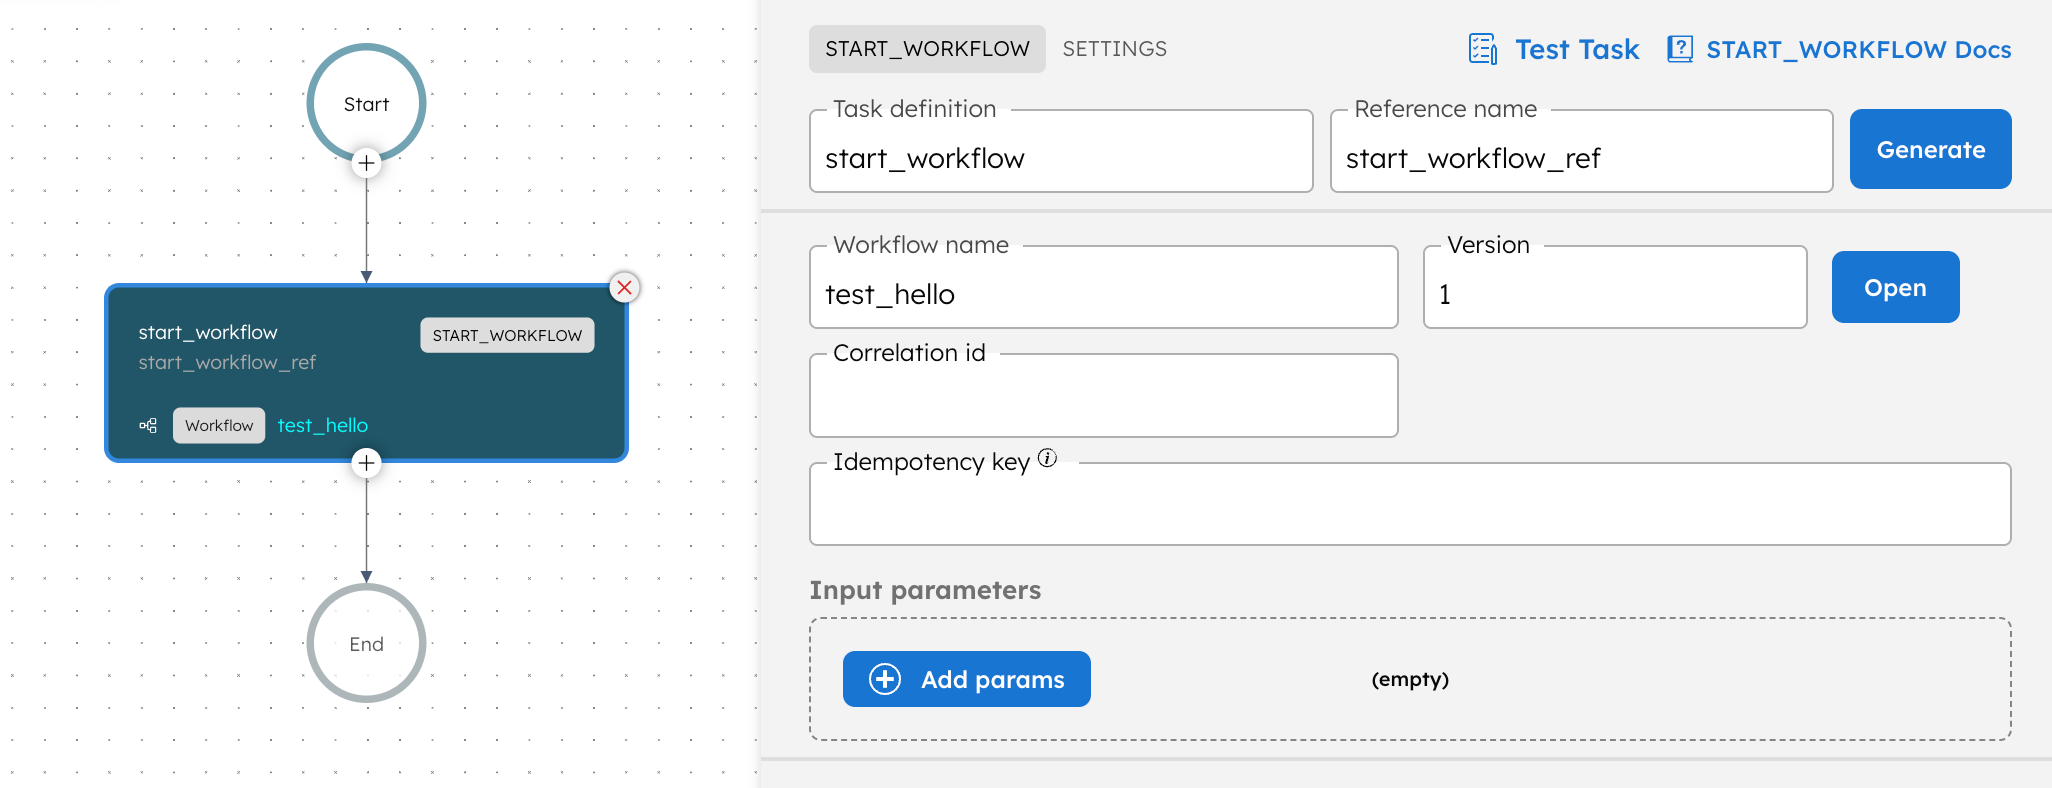 Start
start_workflow
START_WORKFLOW
start_workflow_ref
Workflow test_hello
End
START_WORKFLOW SETTINGS
Test Task
START_WORKFLOW Docs
Task definition
start_workflow
Reference name
start_workflow_ref
Generate
Workflow name
test_hello
Version
1
Open
Correlation id
Idempotency key
Input parameters
Add params
(empty)